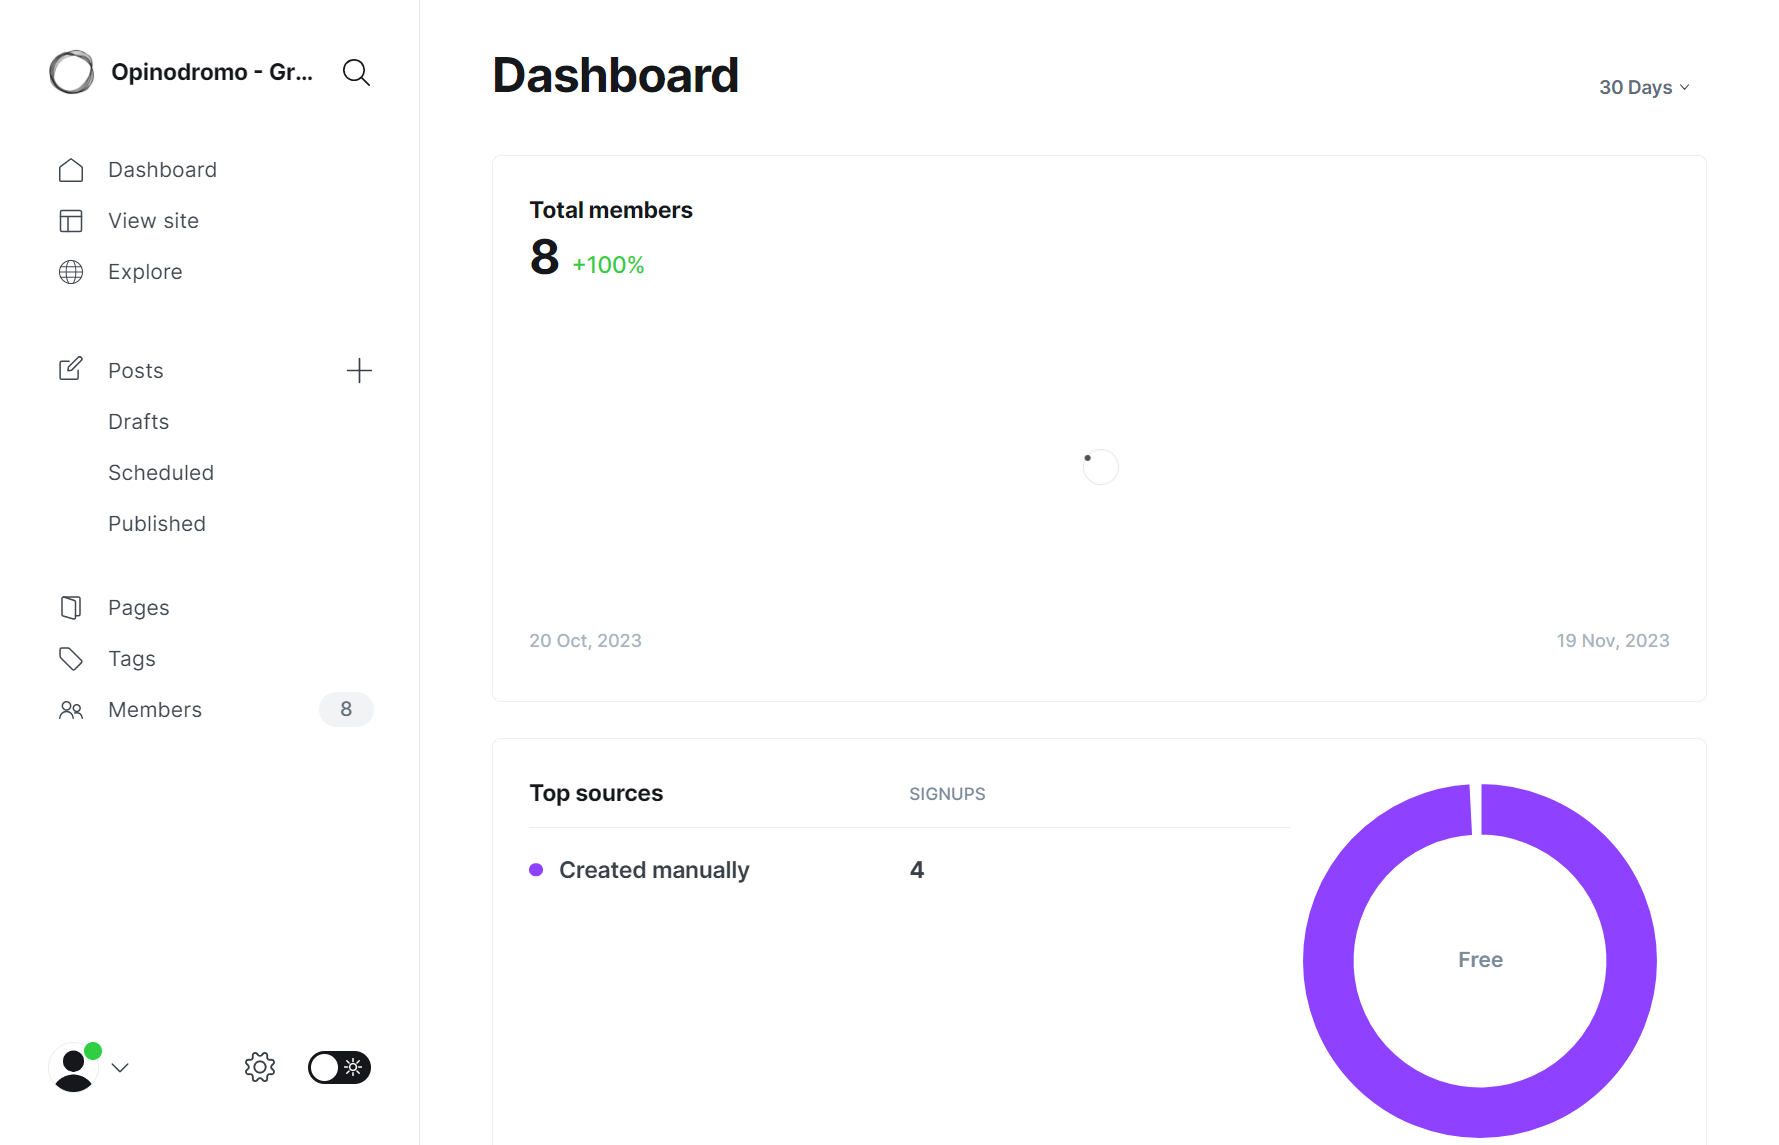 Opinodromo - Gr...
Dashboard
View site
Explore
Posts
Drafts
Scheduled
Published
Pages
Tags
Members
8
Dashboard
30 Days
Total members
8 +100%
20 Oct, 2023
19 Nov, 2023
Top sources
SIGNUPS
Created manually
4
Free